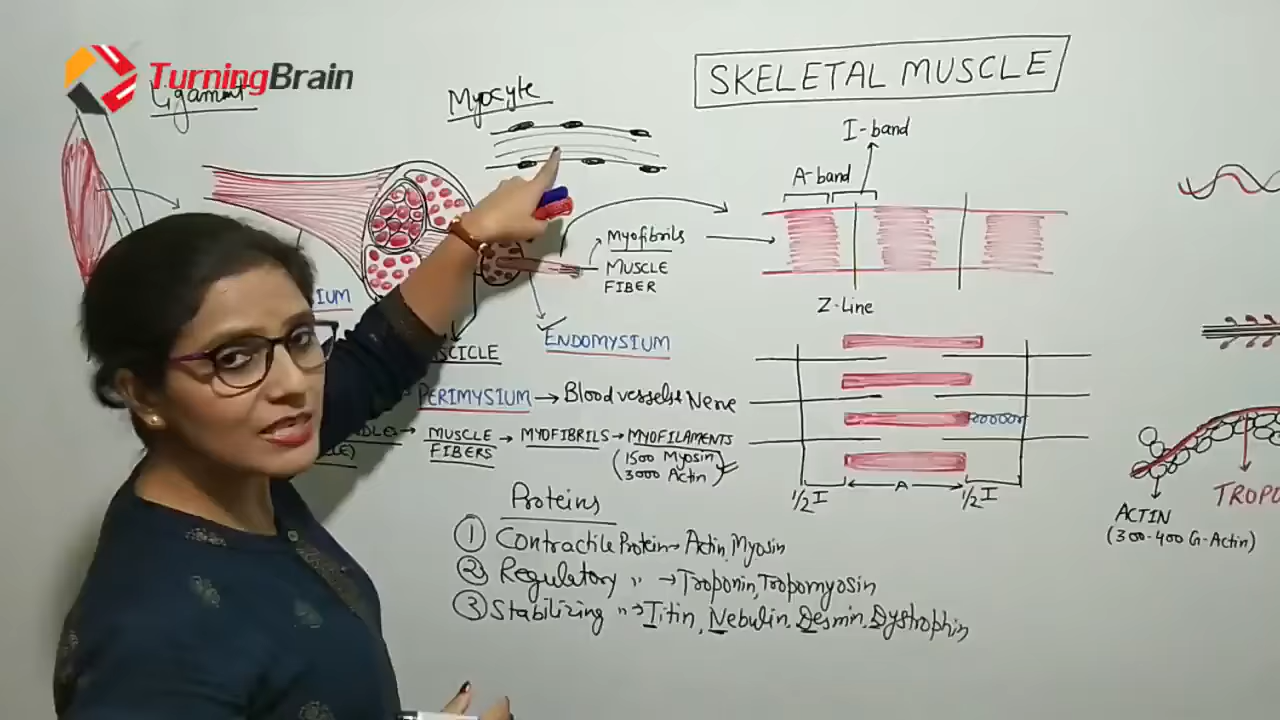 TurningBrain
Ligament
Myocyte
SKELETAL MUSCLE
I-band
A-band
Myofibrils
MUSCLE
FIBER
Z-Line
ENDOMYSIUM
PERIMYSIUM → Blood vessels & Nerve
→ MUSCLE FIBERS → MYOFIBRILS → MYOFILAMENTS
(1500 Myosin
3000 Actin)
1/2 I
A
1/2 I
Proteins
① Contractile Protein → Actin, Myosin
② Regulatory " → Troponin, Tropomyosin
③ Stabilizing " → Titin, Nebulin, Desmin, Dystrophin
ACTIN
(300-400 G-Actin)